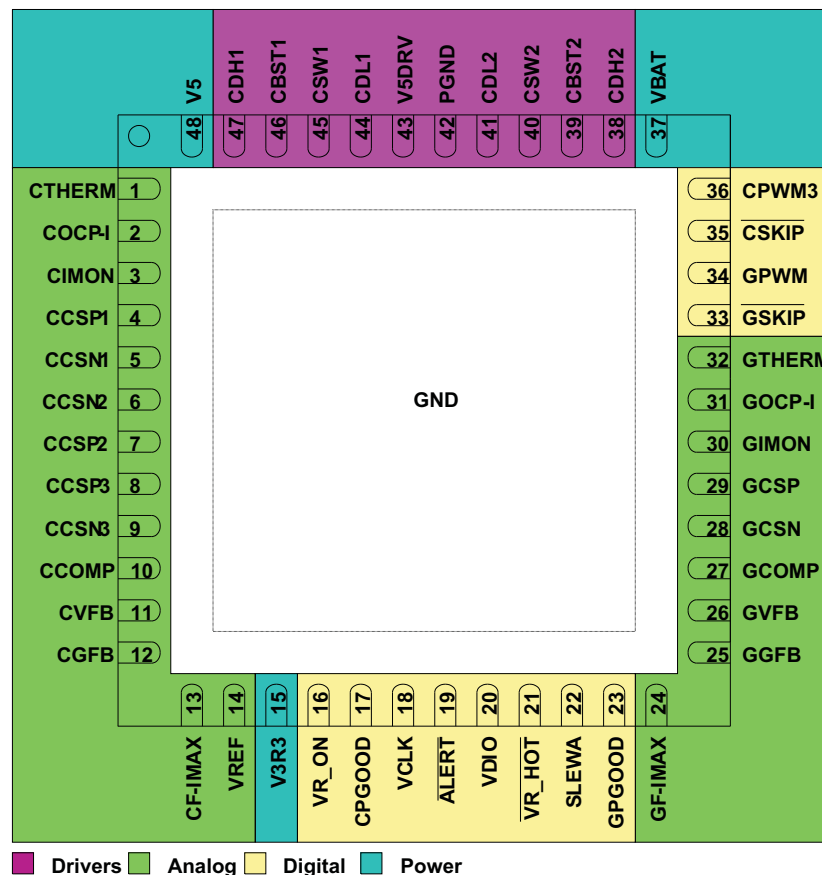 V5 CDH1 CBST1 CSW1 CDL1 V5DRV PGND CDL2 CSW2 CBST2 CDH2 VBAT
48 47 46 45 44 43 42 41 40 39 38 37
CTHERM 1
COCP-I 2
CIMON 3
CCSP1 4
CCSN1 5
CCSN2 6
CCSP2 7
CCSP3 8
CCSN3 9
CCOMP 10
CVFB 11
CGFB 12
GND
36 CPWM3
35 CSKIP
34 GPWM
33 GSKIP
32 GTHERM
31 GOCP-I
30 GIMON
29 GCSP
28 GCSN
27 GCOMP
26 GVFB
25 GGFB
13 14 15 16 17 18 19 20 21 22 23 24
CF-IMAX VREF V3R3 VR_ON CPGOOD VCLK ALERT VDIO VR_HOT SLEWA GPGOOD GF-IMAX
Drivers Analog Digital Power